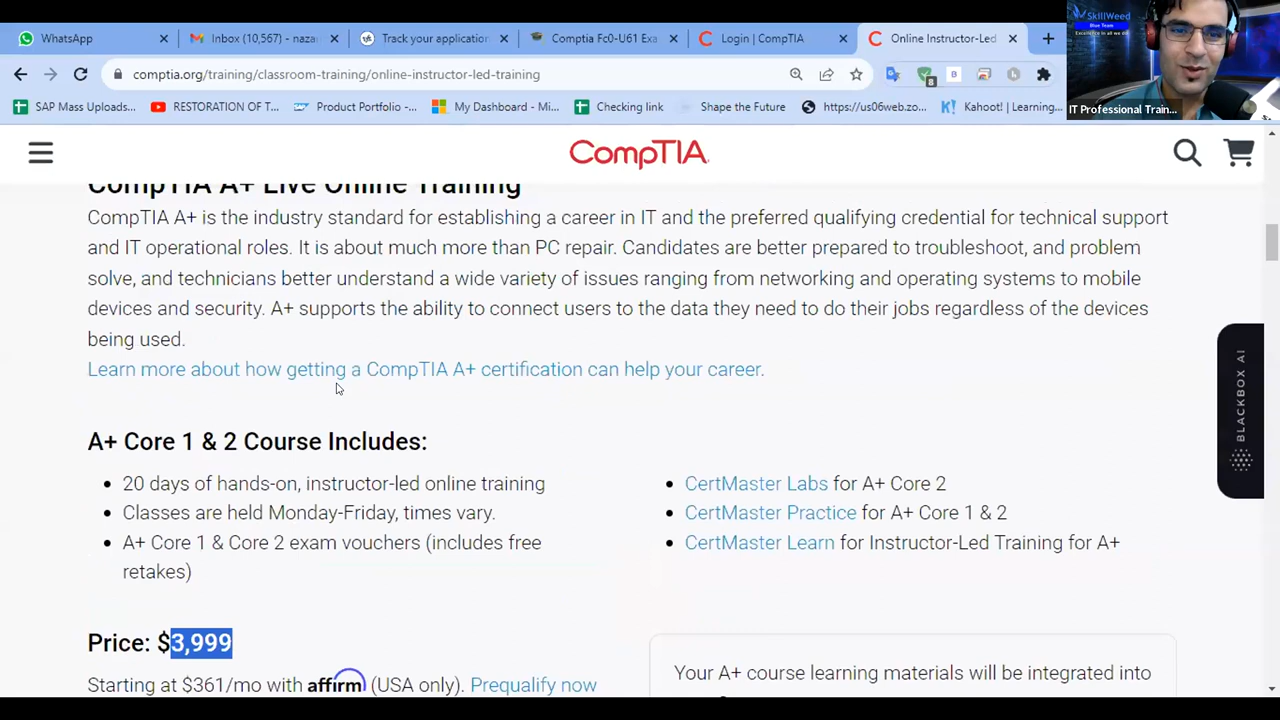 WhatsApp
Inbox (10,567) - naza
Track application
Comptia Fc0-U61 Exa
Login | CompTIA
Online Instructor-Led
SkillWeed
Blue Team
comptia.org/training/classroom-training/online-instructor-led-training
8
B
h
IT Professional Train...
SAP Mass Uploads...
RESTORATION OF T...
Product Portfolio -...
My Dashboard - Mi...
Checking link
Shape the Future
https://us06web.zo...
K!
Kahoot! | Learning...
CompTIA
CompTIA A+ Live Online Training
CompTIA A+ is the industry standard for establishing a career in IT and the preferred qualifying credential for technical support
and IT operational roles. It is about much more than PC repair. Candidates are better prepared to troubleshoot, and problem
solve, and technicians better understand a wide variety of issues ranging from networking and operating systems to mobile
devices and security. A+ supports the ability to connect users to the data they need to do their jobs regardless of the devices
being used.
Learn more about how getting a CompTIA A+ certification can help your career.
BLACKBOX AI
A+ Core 1 & 2 Course Includes:
20 days of hands-on, instructor-led online training
Classes are held Monday-Friday, times vary.
A+ Core 1 & Core 2 exam vouchers (includes free
retakes)
CertMaster Labs for A+ Core 2
CertMaster Practice for A+ Core 1 & 2
CertMaster Learn for Instructor-Led Training for A+
Price: $3,999
Starting at $361/mo with affirm (USA only). Prequalify now
Your A+ course learning materials will be integrated into